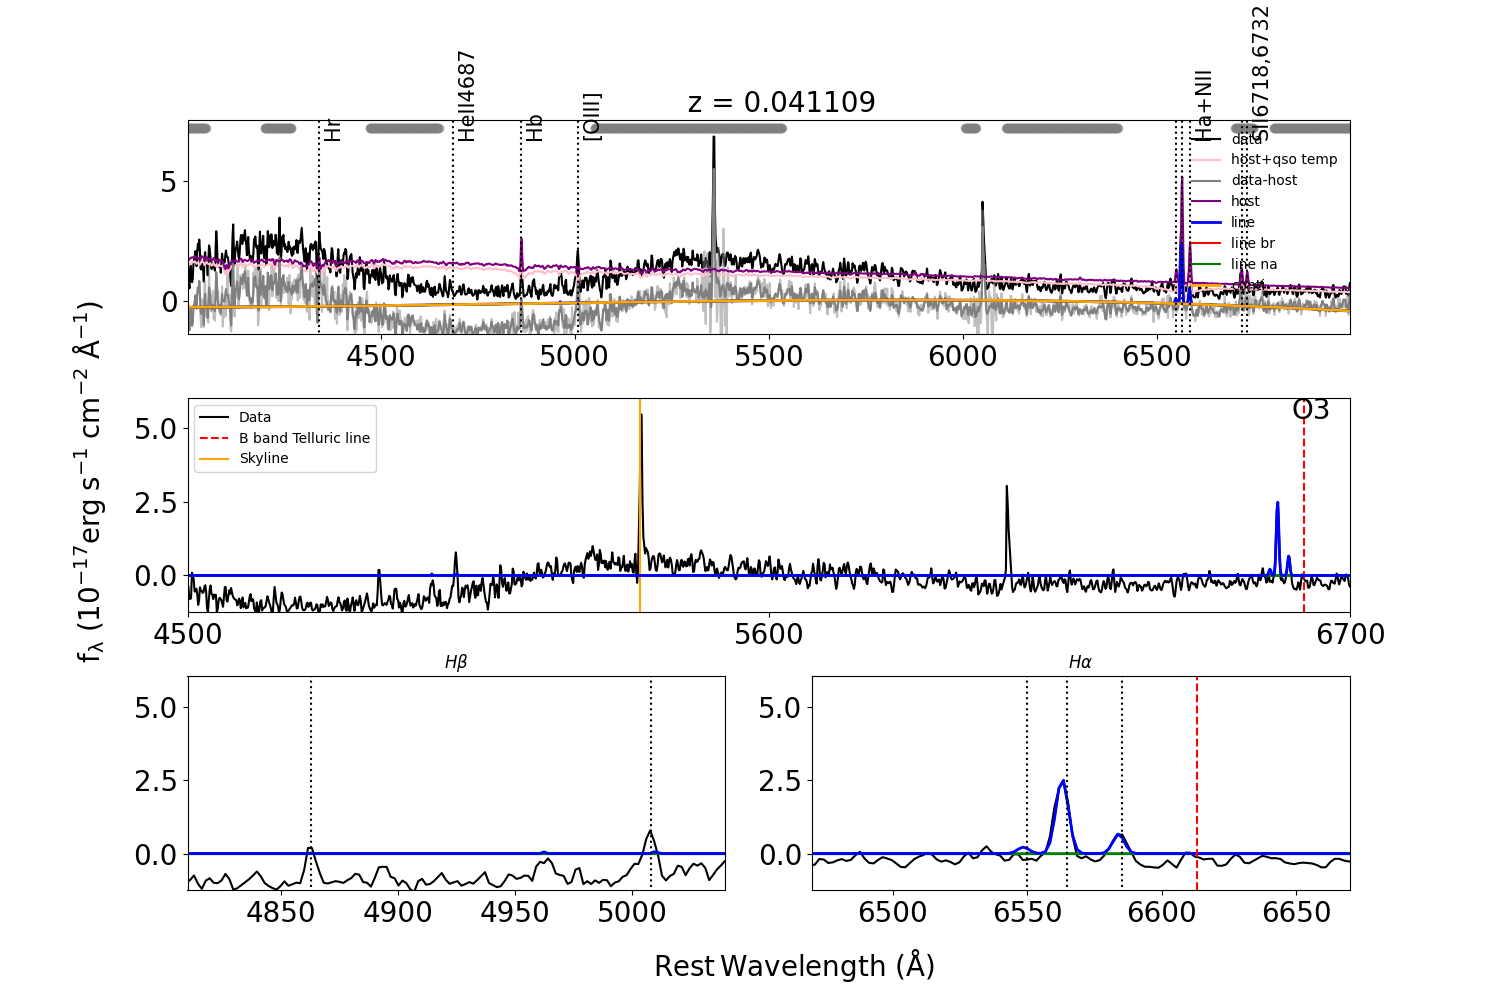 z = 0.041109
Hr
HeII4687
Hb
[OIII]
Ha+NII
SII6718,6732
data
host+qso temp
data-host
host
line
line br
line na
5
0
4500 5000 5500 6000 6500
Data
B band Telluric line
Skyline
O3
5.0
2.5
0.0
4500 5600 6700
fλ (10⁻¹⁷erg s⁻¹ cm⁻² Å⁻¹)
Hβ
5.0
2.5
0.0
4850 4900 4950 5000
Hα
5.0
2.5
0.0
6500 6550 6600 6650
Rest Wavelength (Å)